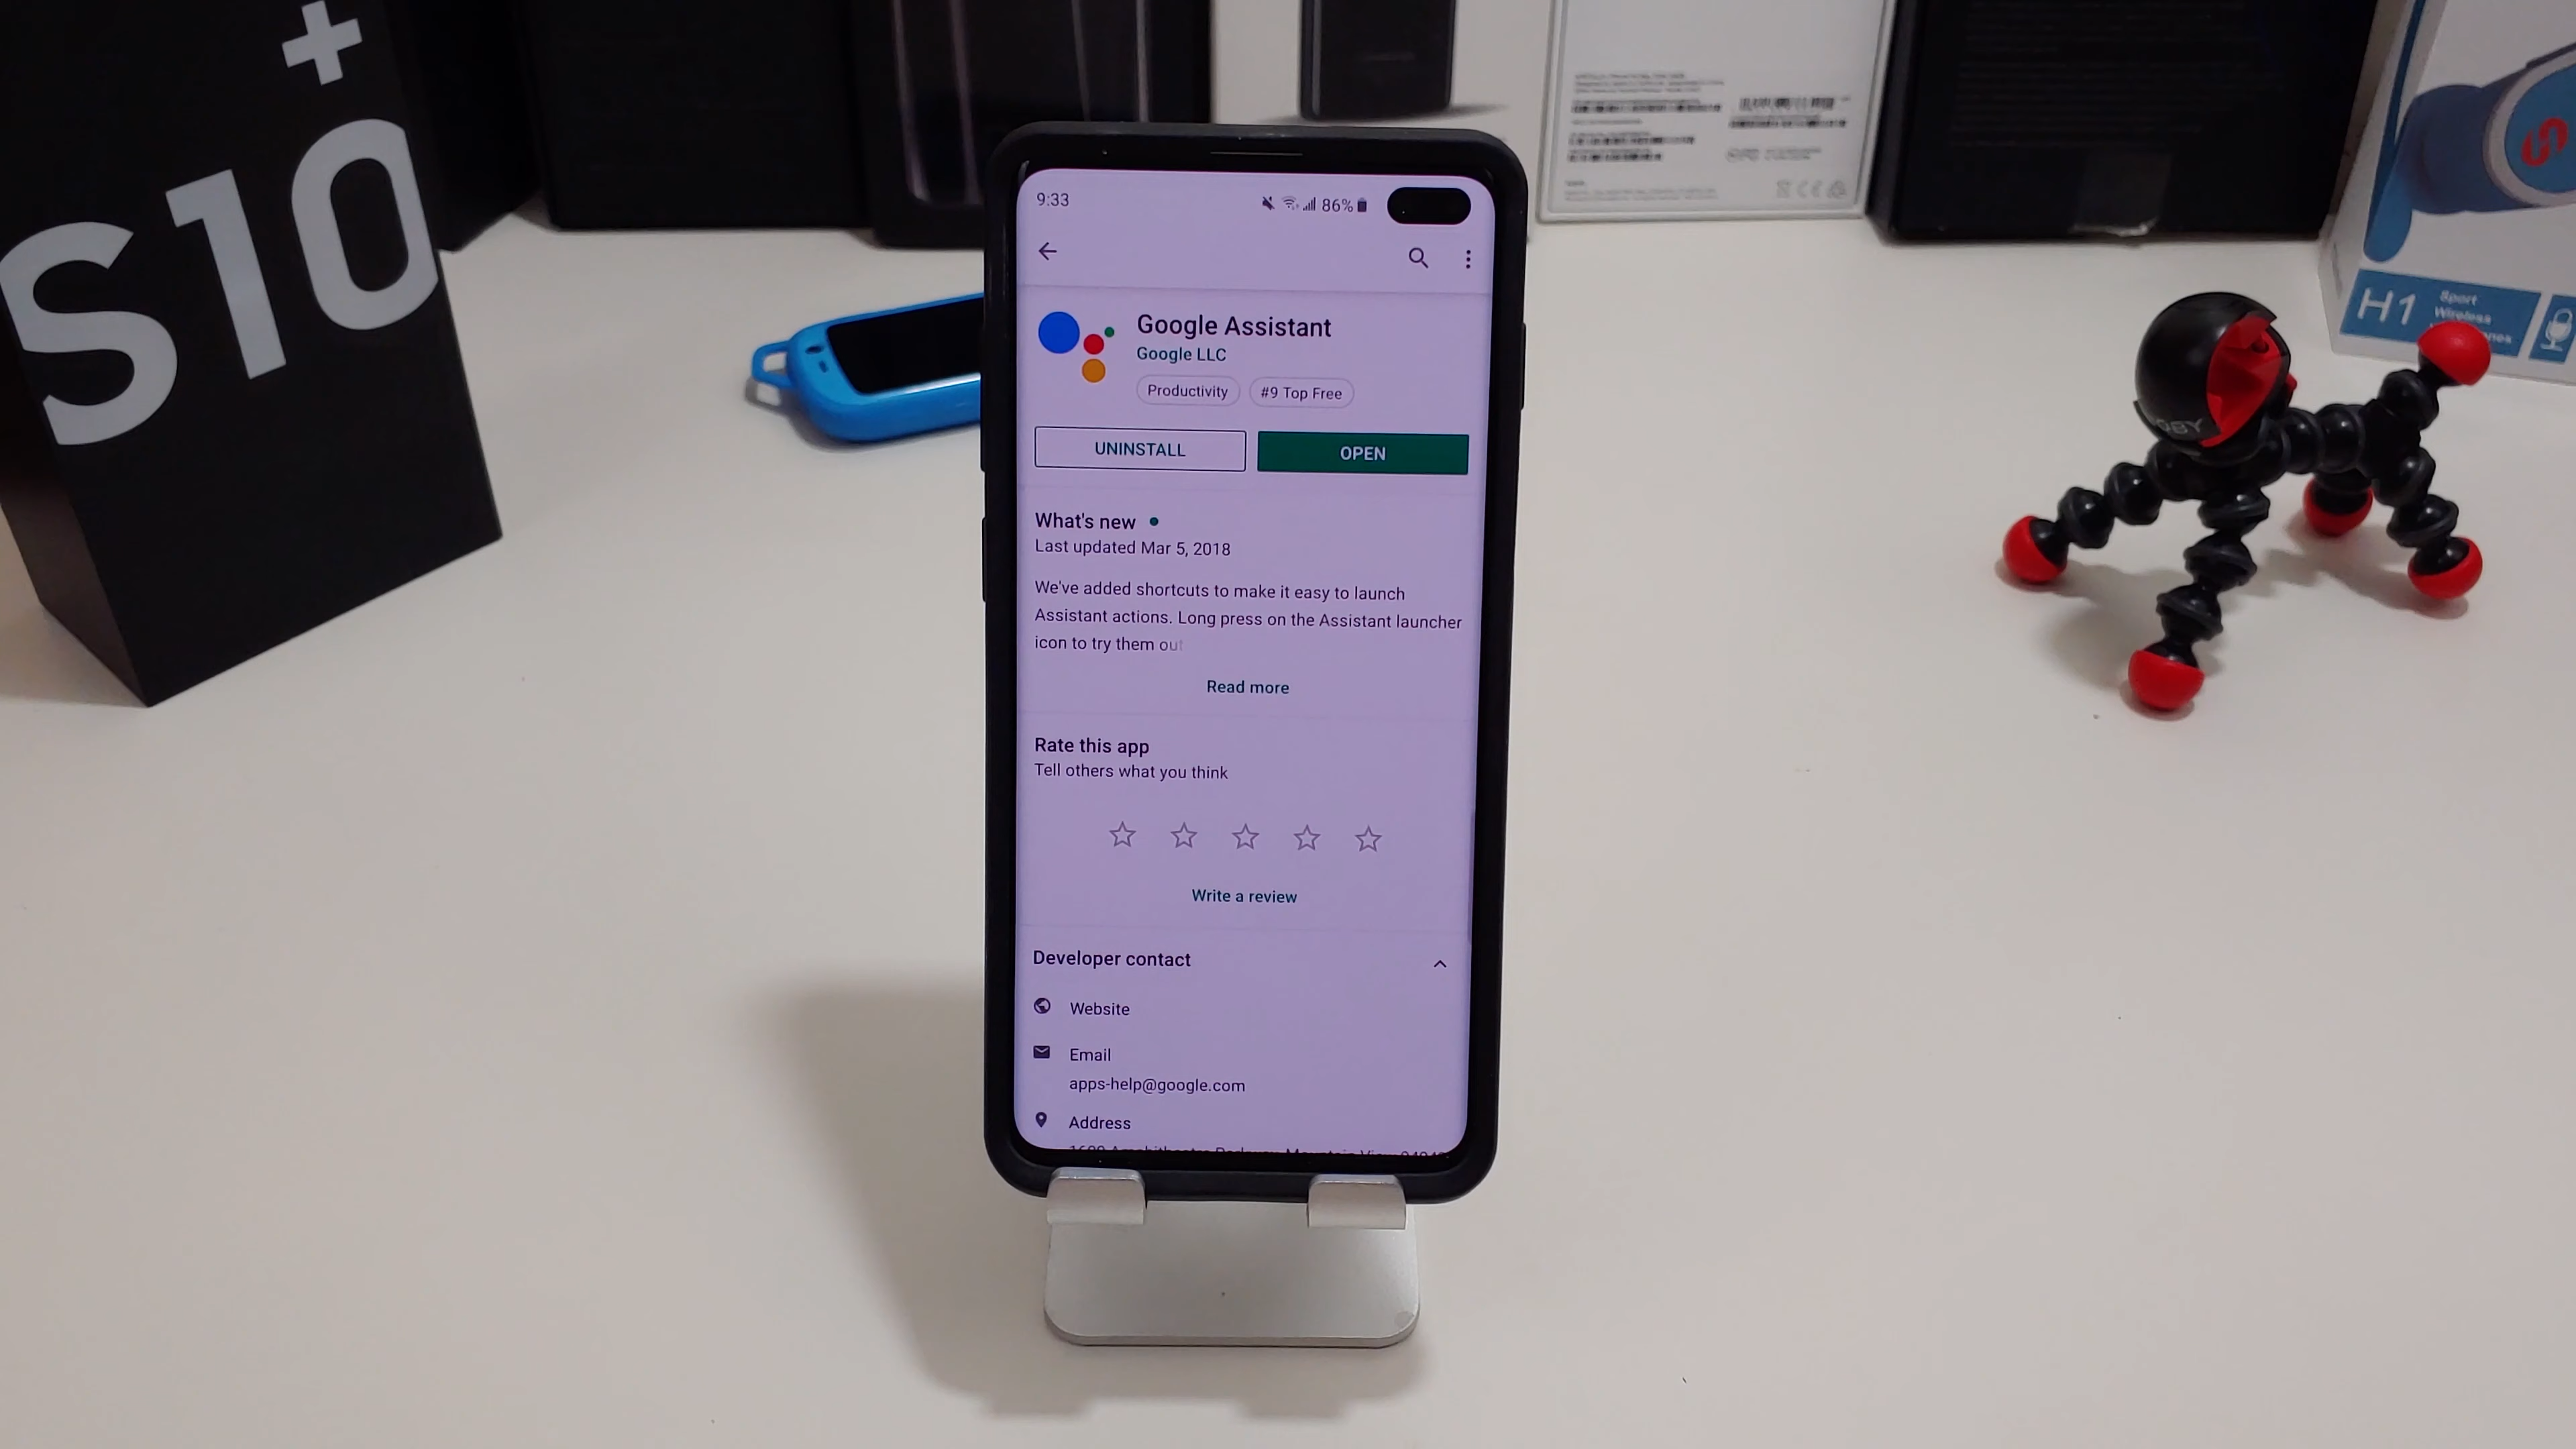 +
S10
9:33
86%
Google Assistant
Google LLC
Productivity
#9 Top Free
UNINSTALL
OPEN
What's new
Last updated Mar 5, 2018
We've added shortcuts to make it easy to launch
Assistant actions. Long press on the Assistant launcher
icon to try them out
Read more
Rate this app
Tell others what you think
Write a review
Developer contact
Website
Email
apps-help@google.com
Address
H1
Sport
Wireless